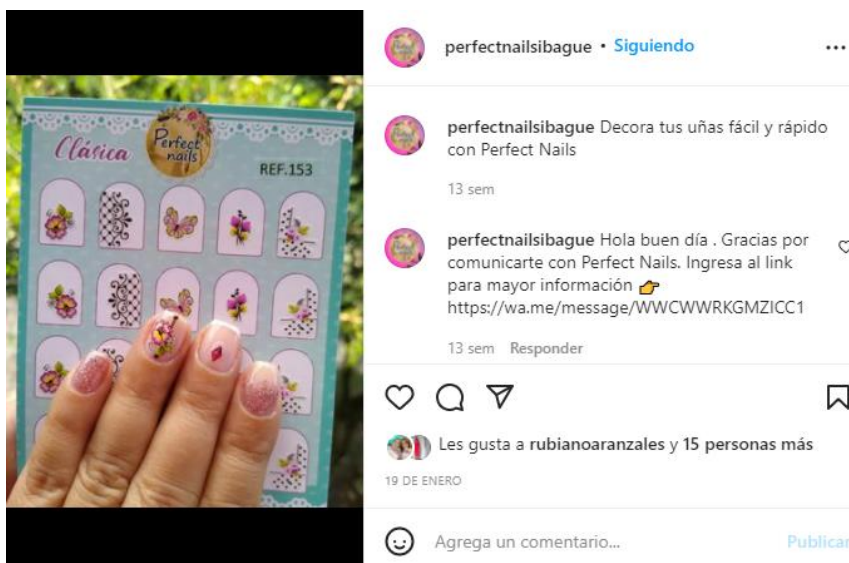 Clásica
Perfect
nails
REF.153
perfectnailsibague • Siguiendo
perfectnailsibague Decora tus uñas fácil y rápido
con Perfect Nails
13 sem
perfectnailsibague Hola buen día . Gracias por
comunicarte con Perfect Nails. Ingresa al link
para mayor información 👉
https://wa.me/message/WWCWWRKGMZICC1
13 sem Responder
Les gusta a rubianoaranzales y 15 personas más
19 DE ENERO
Agrega un comentario...
Publicar